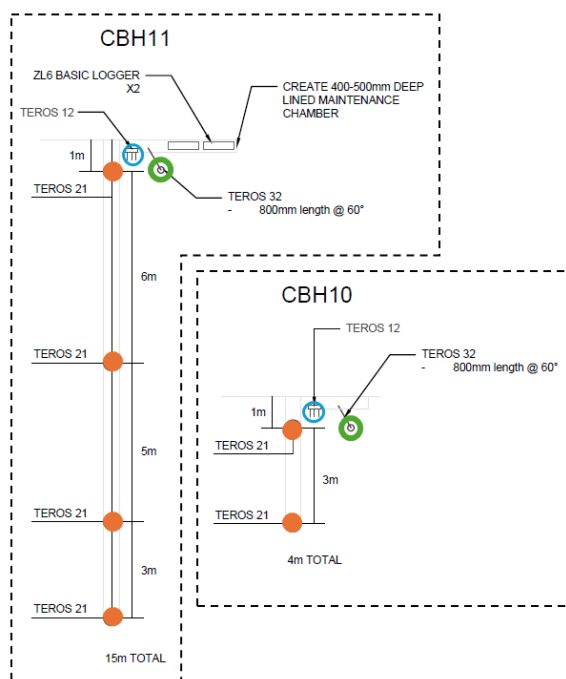 CBH11
ZL6 BASIC LOGGER
X2
CREATE 400-500mm DEEP
LINED MAINTENANCE
CHAMBER
TEROS 12
1m
TEROS 21
TEROS 32
- 800mm length @ 60°
6m
TEROS 21
5m
TEROS 21
3m
TEROS 21
15m TOTAL
CBH10
TEROS 12
TEROS 32
- 800mm length @ 60°
1m
TEROS 21
3m
TEROS 21
4m TOTAL